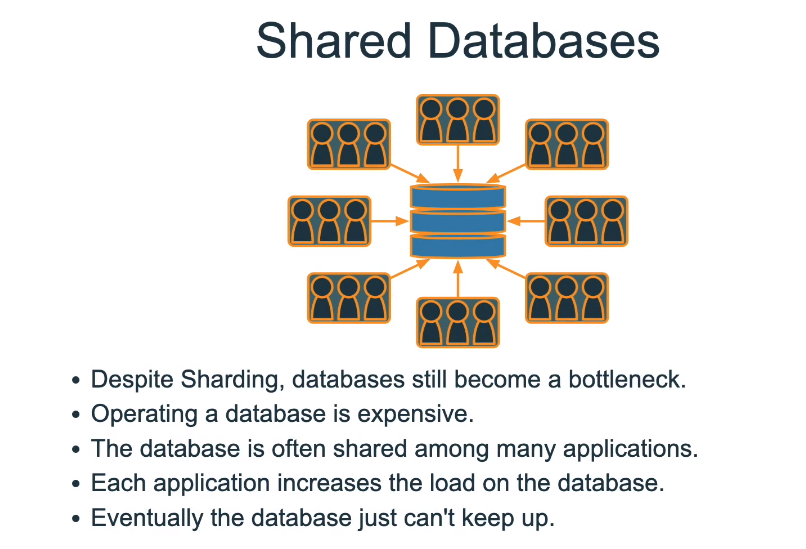 Shared Databases
• Despite Sharding, databases still become a bottleneck.
• Operating a database is expensive.
• The database is often shared among many applications.
• Each application increases the load on the database.
• Eventually the database just can't keep up.